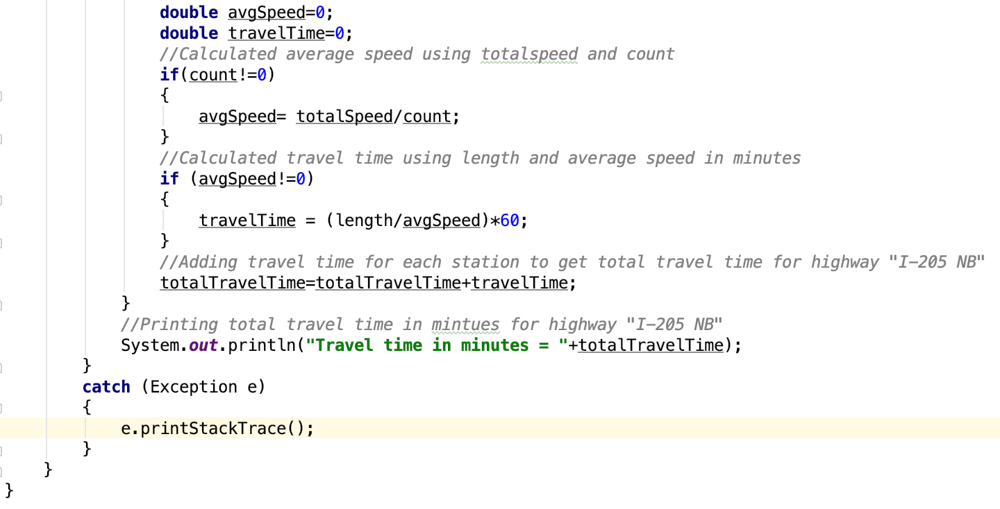 double avgSpeed=0;
double travelTime=0;
//Calculated average speed using totalspeed and count
if(count!=0)
{
avgSpeed= totalSpeed/count;
}
//Calculated travel time using length and average speed in minutes
if (avgSpeed!=0)
{
travelTime = (length/avgSpeed)*60;
}
//Adding travel time for each station to get total travel time for highway "I-205 NB"
totalTravelTime=totalTravelTime+travelTime;
}
//Printing total travel time in mintues for highway "I-205 NB"
System.out.println("Travel time in minutes = "+totalTravelTime);
}
catch (Exception e)
{
e.printStackTrace();
}
}
}